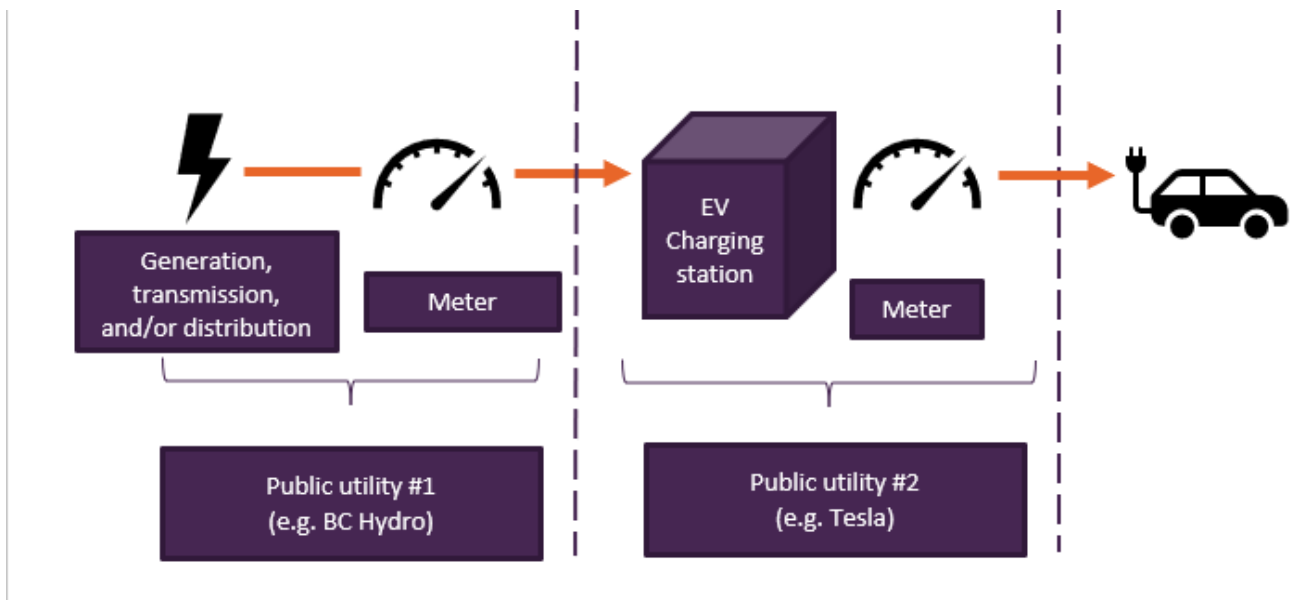 Generation,
transmission,
and/or distribution
Meter
EV
Charging
station
Meter
Public utility #1
(e.g. BC Hydro)
Public utility #2
(e.g. Tesla)